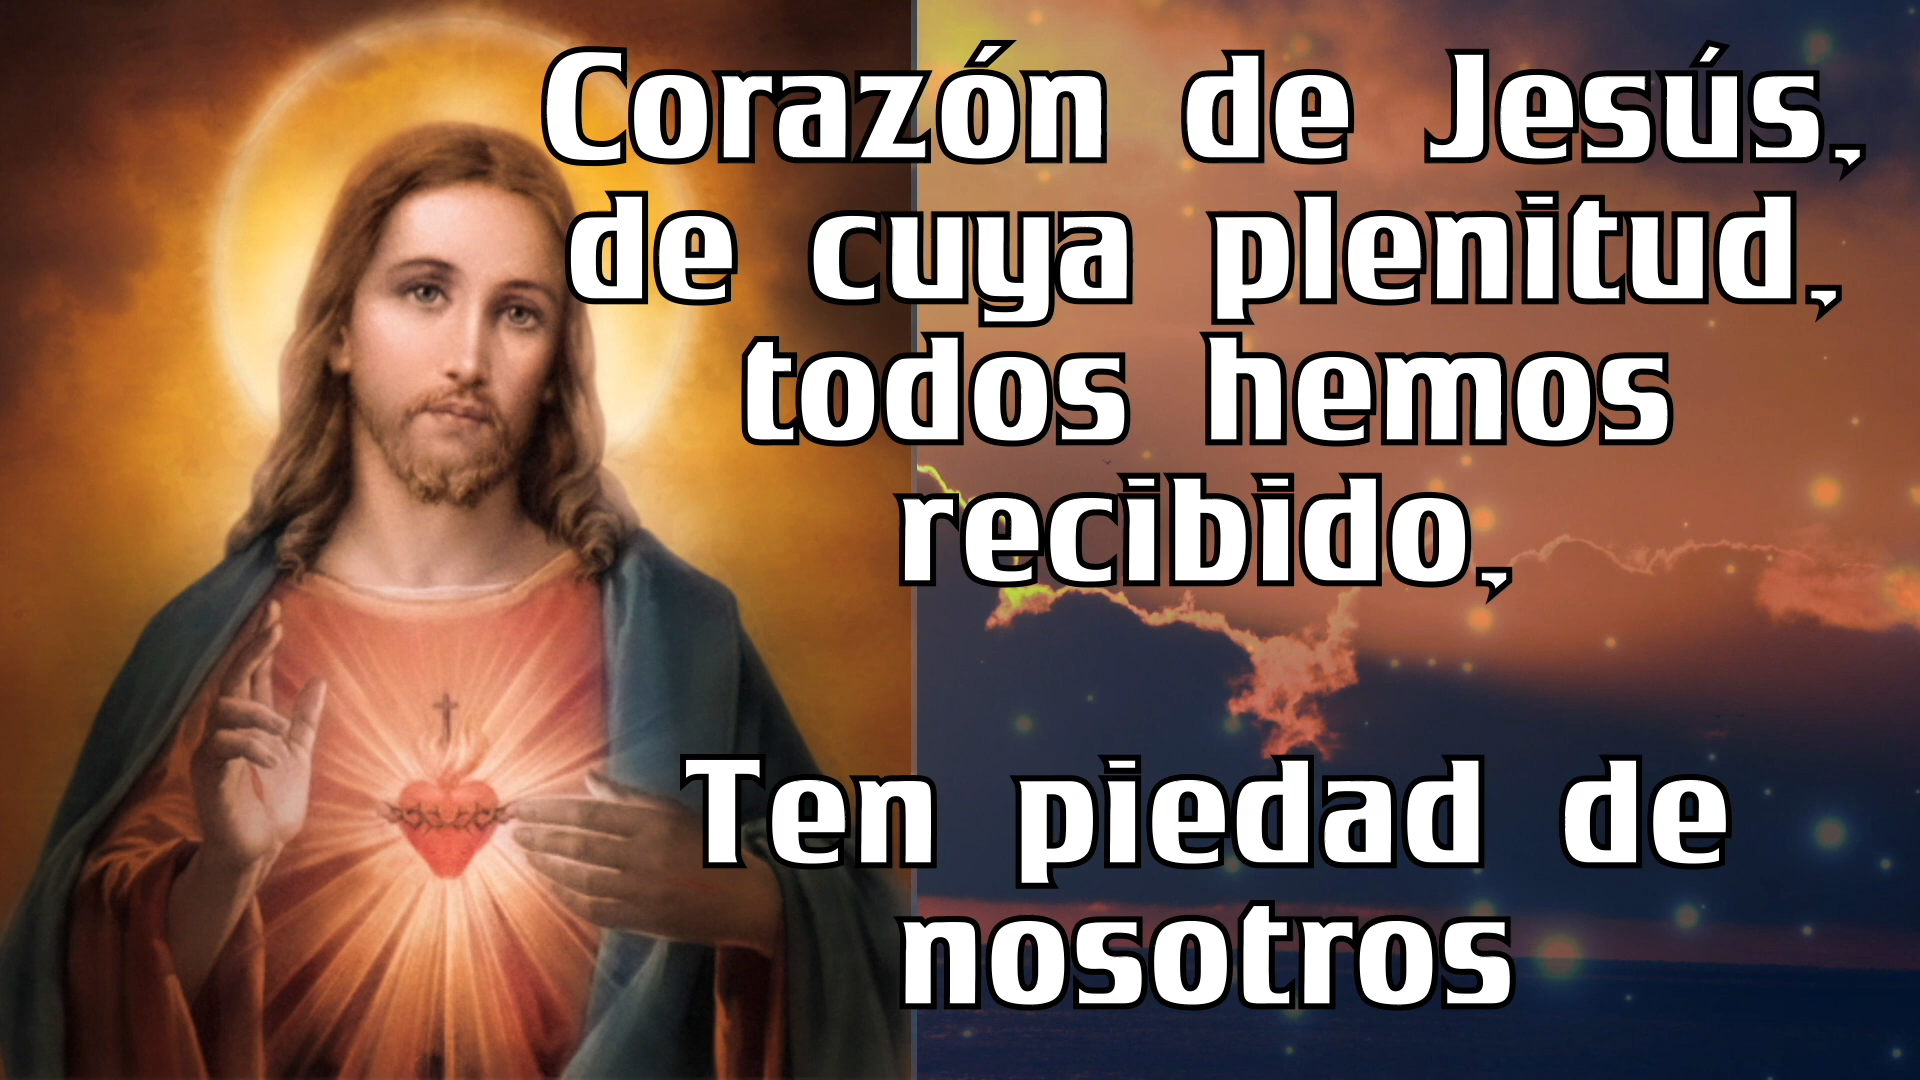 Corazón de Jesús,
de cuya plenitud,
todos hemos
recibido,
Ten piedad de
nosotros